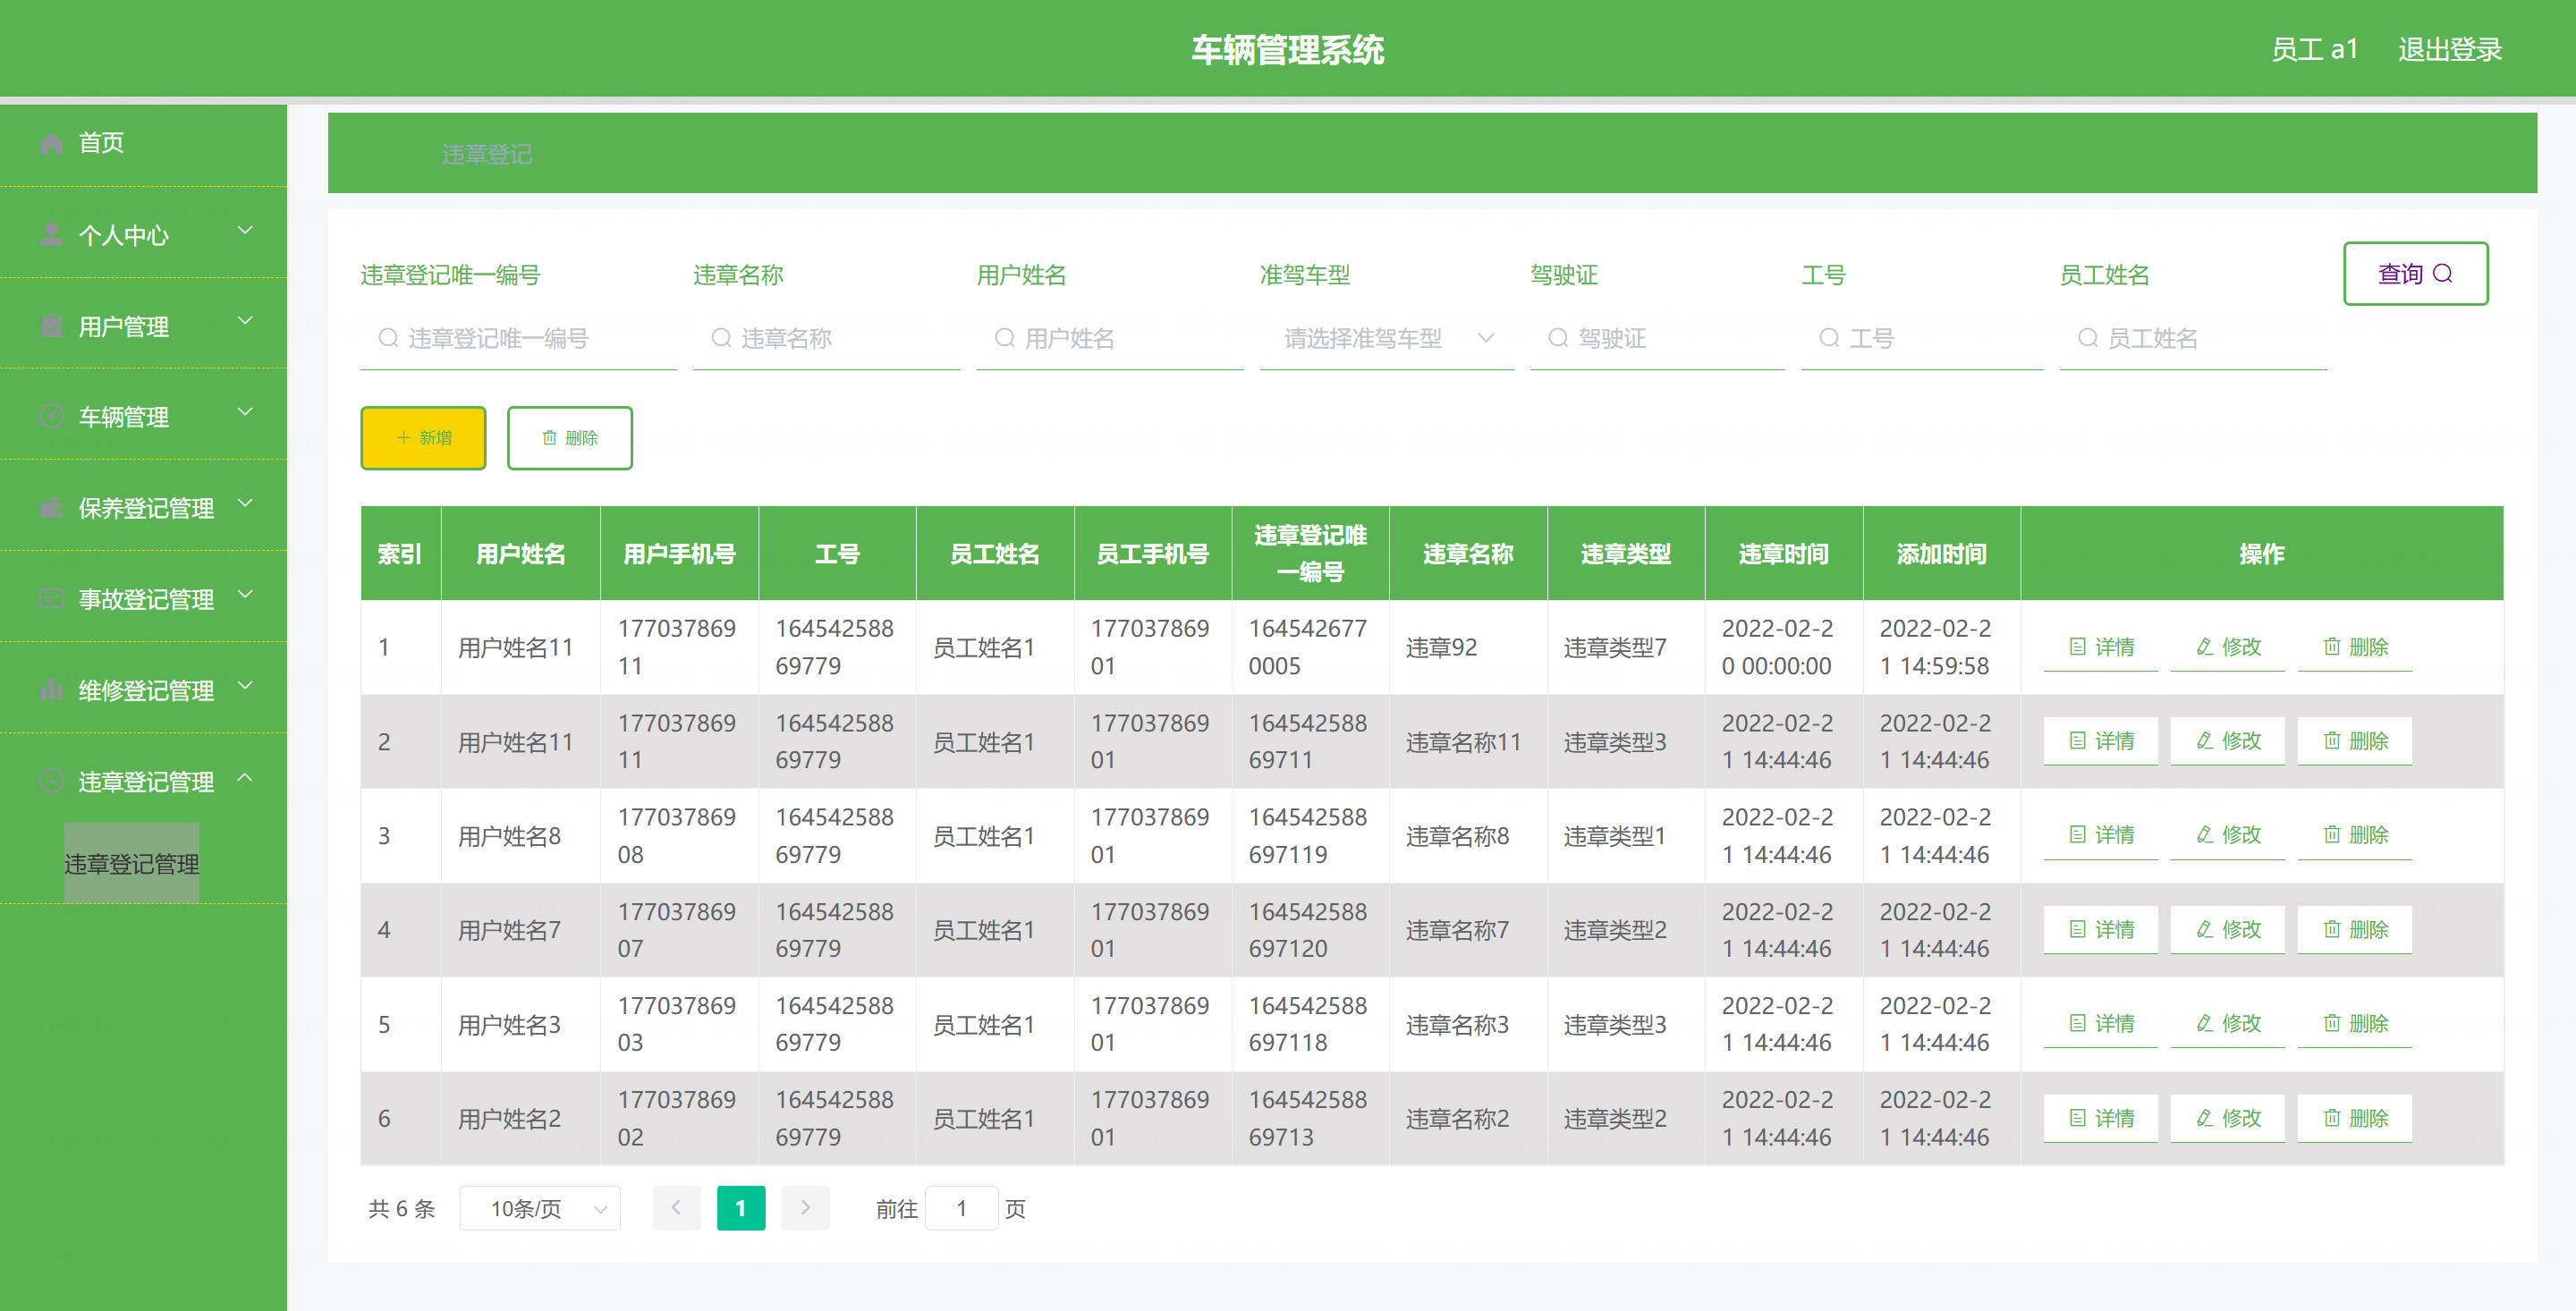 车辆管理系统
员工 a1 退出登录
首页
个人中心
用户管理
车辆管理
保养登记管理
事故登记管理
维修登记管理
违章登记管理
违章登记管理
违章登记
违章登记唯一编号 违章名称 用户姓名 准驾车型 驾驶证 工号 员工姓名 查询
违章登记唯一编号 违章名称 用户姓名 请选择准驾车型 驾驶证 工号 员工姓名
新增 删除
索引 用户姓名 用户手机号 工号 员工姓名 员工手机号 违章登记唯一编号 违章名称 违章类型 违章时间 添加时间 操作
1 用户姓名11 17703786911 16454258869779 员工姓名1 17703786901 1645426770005 违章92 违章类型7 2022-02-20 00:00:00 2022-02-21 14:59:58 详情 修改 删除
2 用户姓名11 17703786911 16454258869779 员工姓名1 17703786901 16454258869711 违章名称11 违章类型3 2022-02-21 14:44:46 2022-02-21 14:44:46 详情 修改 删除
3 用户姓名8 17703786908 16454258869779 员工姓名1 17703786901 164542588697119 违章名称8 违章类型1 2022-02-21 14:44:46 2022-02-21 14:44:46 详情 修改 删除
4 用户姓名7 17703786907 16454258869779 员工姓名1 17703786901 164542588697120 违章名称7 违章类型2 2022-02-21 14:44:46 2022-02-21 14:44:46 详情 修改 删除
5 用户姓名3 17703786903 16454258869779 员工姓名1 17703786901 164542588697118 违章名称3 违章类型3 2022-02-21 14:44:46 2022-02-21 14:44:46 详情 修改 删除
6 用户姓名2 17703786902 16454258869779 员工姓名1 17703786901 16454258869713 违章名称2 违章类型2 2022-02-21 14:44:46 2022-02-21 14:44:46 详情 修改 删除
共 6 条 10条/页 1 前往 1 页